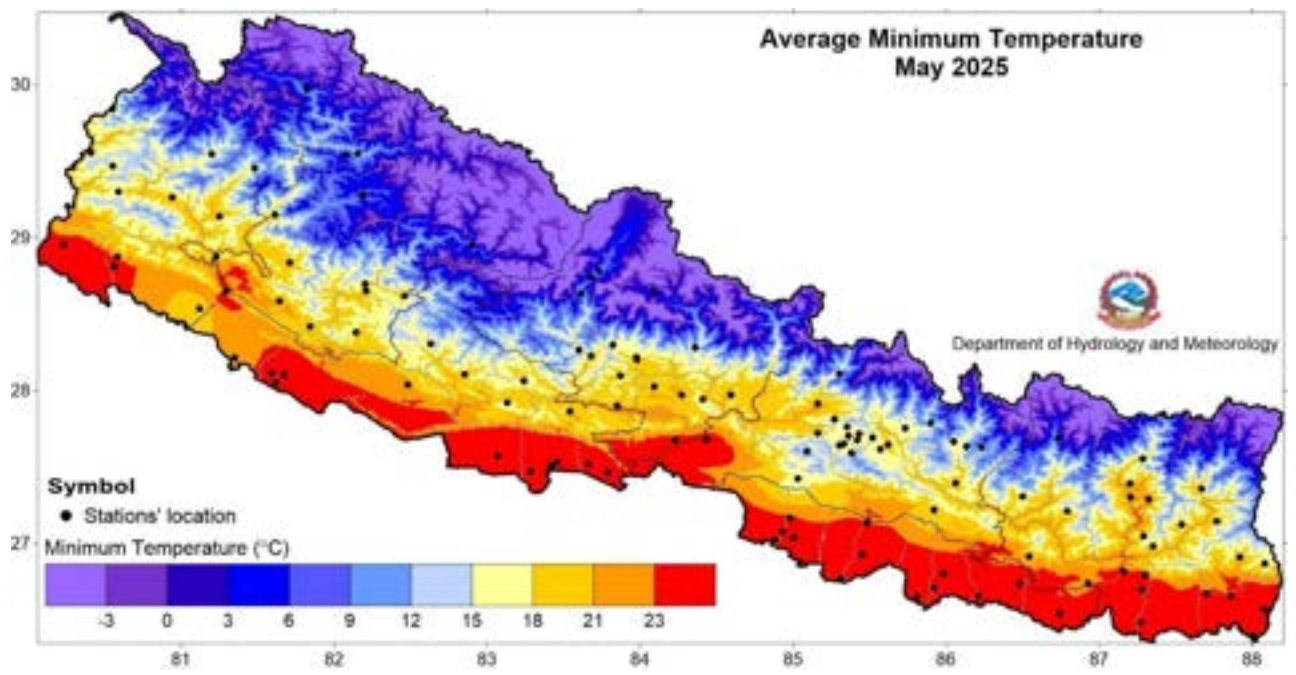 Average Minimum Temperature
May 2025
30
29
28
27
Department of Hydrology and Meteorology
Symbol
Stations' location
Minimum Temperature (°C)
-3 0 3 6 9 12 15 18 21 23
81 82 83 84 85 86 87 88